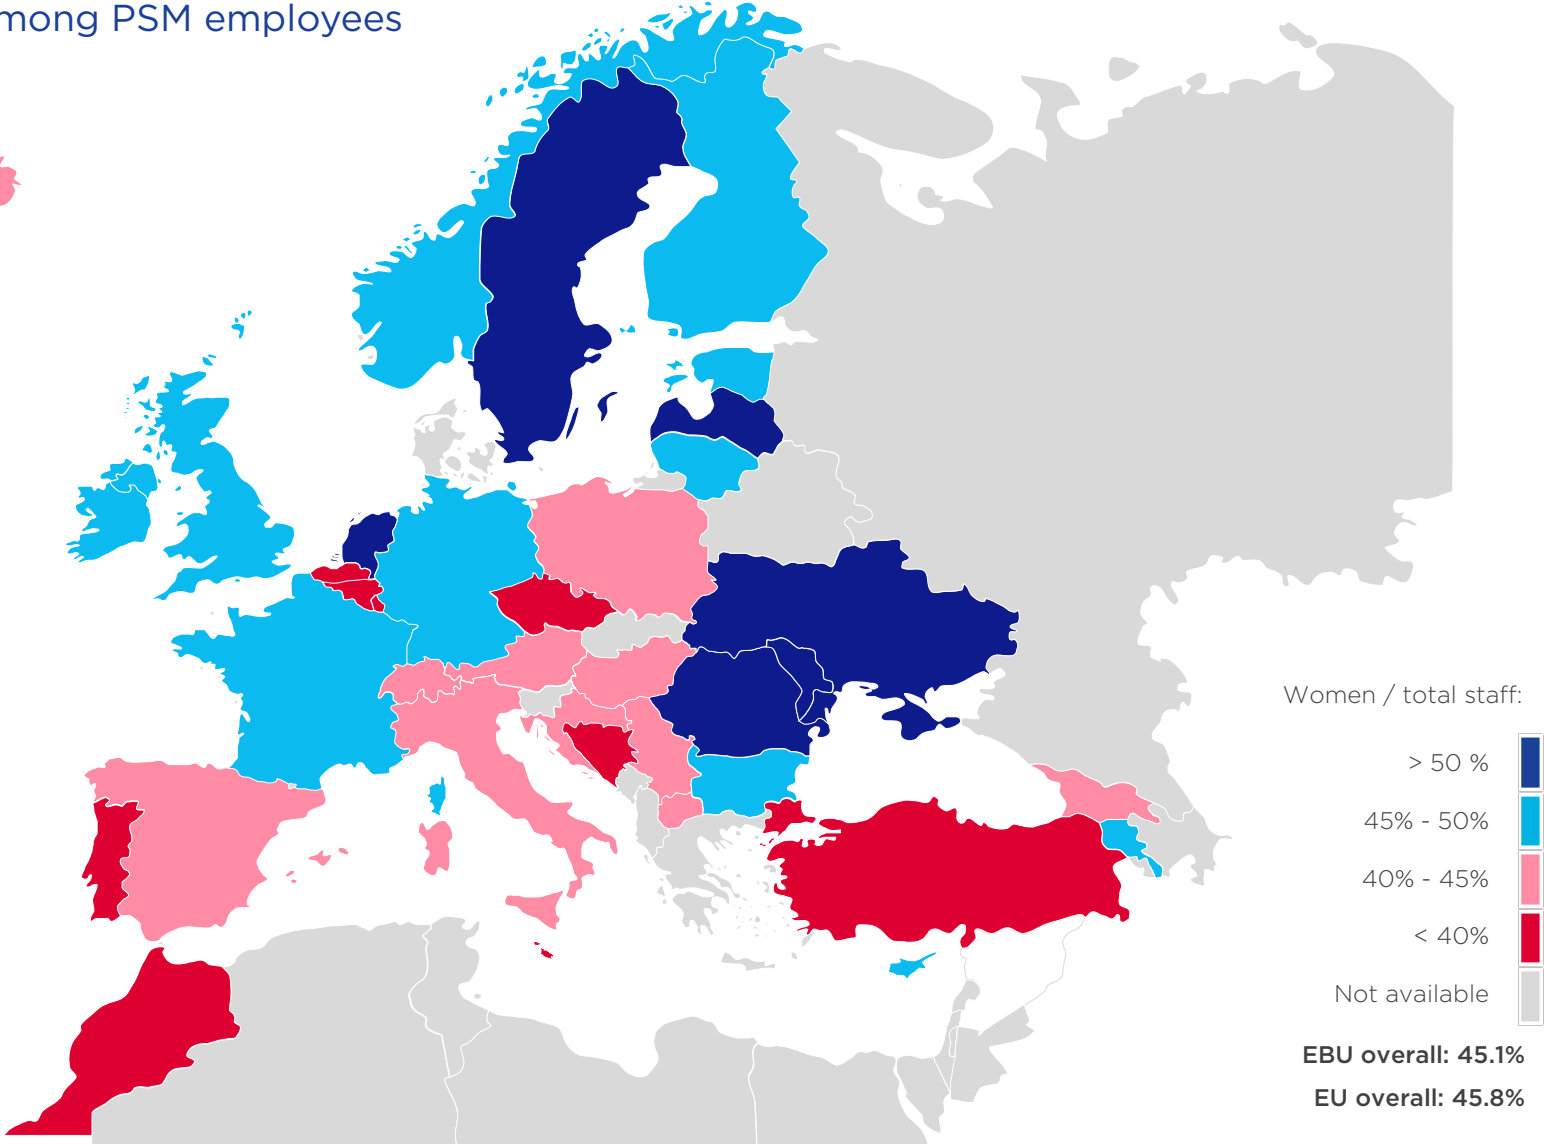 mong PSM employees
Women / total staff:
> 50 %
45% - 50%
40% - 45%
< 40%
Not available
EBU overall: 45.1%
EU overall: 45.8%